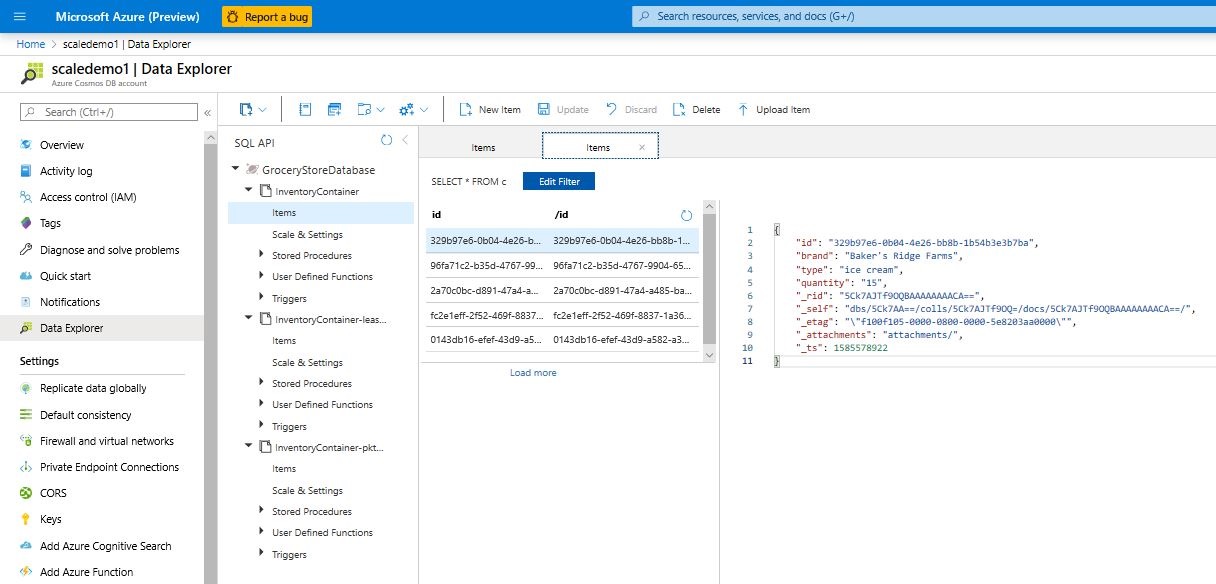 Microsoft Azure (Preview)
Report a bug
Search resources, services, and docs (G+/)
Home > scaledemo1 | Data Explorer
scaledemo1 | Data Explorer
Azure Cosmos DB account
Search (Ctrl+/)
«
Overview
Activity log
Access control (IAM)
Tags
Diagnose and solve problems
Quick start
Notifications
Data Explorer
Settings
Replicate data globally
Default consistency
Firewall and virtual networks
Private Endpoint Connections
CORS
Keys
Add Azure Cognitive Search
Add Azure Function
New Item
Update
Discard
Delete
Upload Item
SQL API
GroceryStoreDatabase
InventoryContainer
Items
Scale & Settings
Stored Procedures
User Defined Functions
Triggers
InventoryContainer-leas...
Items
Scale & Settings
Stored Procedures
User Defined Functions
Triggers
InventoryContainer-pkt...
Items
Scale & Settings
Stored Procedures
User Defined Functions
Triggers
Items
Items ×
SELECT * FROM c
Edit Filter
id /id
329b97e6-0b04-4e26-b... 329b97e6-0b04-4e26-bb8b-1...
96fa71c2-b35d-4767-99... 96fa71c2-b35d-4767-9904-65...
2a70c0bc-d891-47a4-a... 2a70c0bc-d891-47a4-a485-ba...
fc2e1eff-2f52-469f-8837... fc2e1eff-2f52-469f-8837-1a36...
0143db16-efef-43d9-a5... 0143db16-efef-43d9-a582-a3...
Load more
1 {
2 "id": "329b97e6-0b04-4e26-bb8b-1b54b3e3b7ba",
3 "brand": "Baker's Ridge Farms",
4 "type": "ice cream",
5 "quantity": "15",
6 "_rid": "5Ck7AJTf9OQBAAAAAAAACA==",
7 "_self": "dbs/5Ck7AA==/colls/5Ck7AJTf9OQ=/docs/5Ck7AJTf9OQBAAAAAAAACA==/",
8 "_etag": "\"f100f105-0000-0800-0000-5e8203aa0000\"",
9 "_attachments": "attachments/",
10 "_ts": 1585578922
11 }